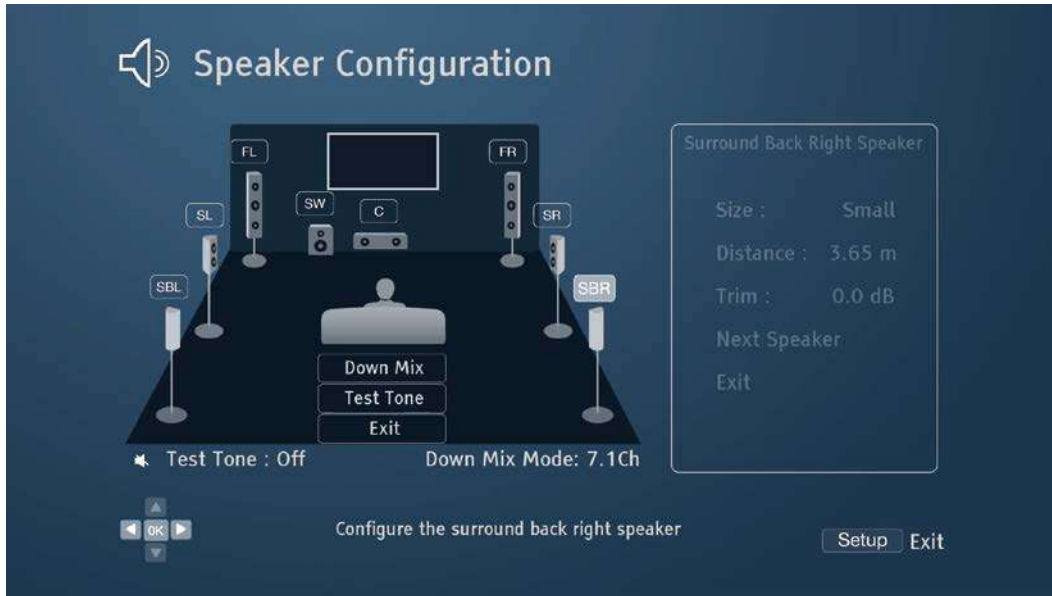 Speaker Configuration
FL
FR
SW
C
SL
SR
SBL
SBR
Down Mix
Test Tone
Exit
Test Tone : Off
Down Mix Mode: 7.1Ch
Surround Back Right Speaker
Size : Small
Distance : 3.65 m
Trim : 0.0 dB
Next Speaker
Exit
OK
Configure the surround back right speaker
Setup Exit